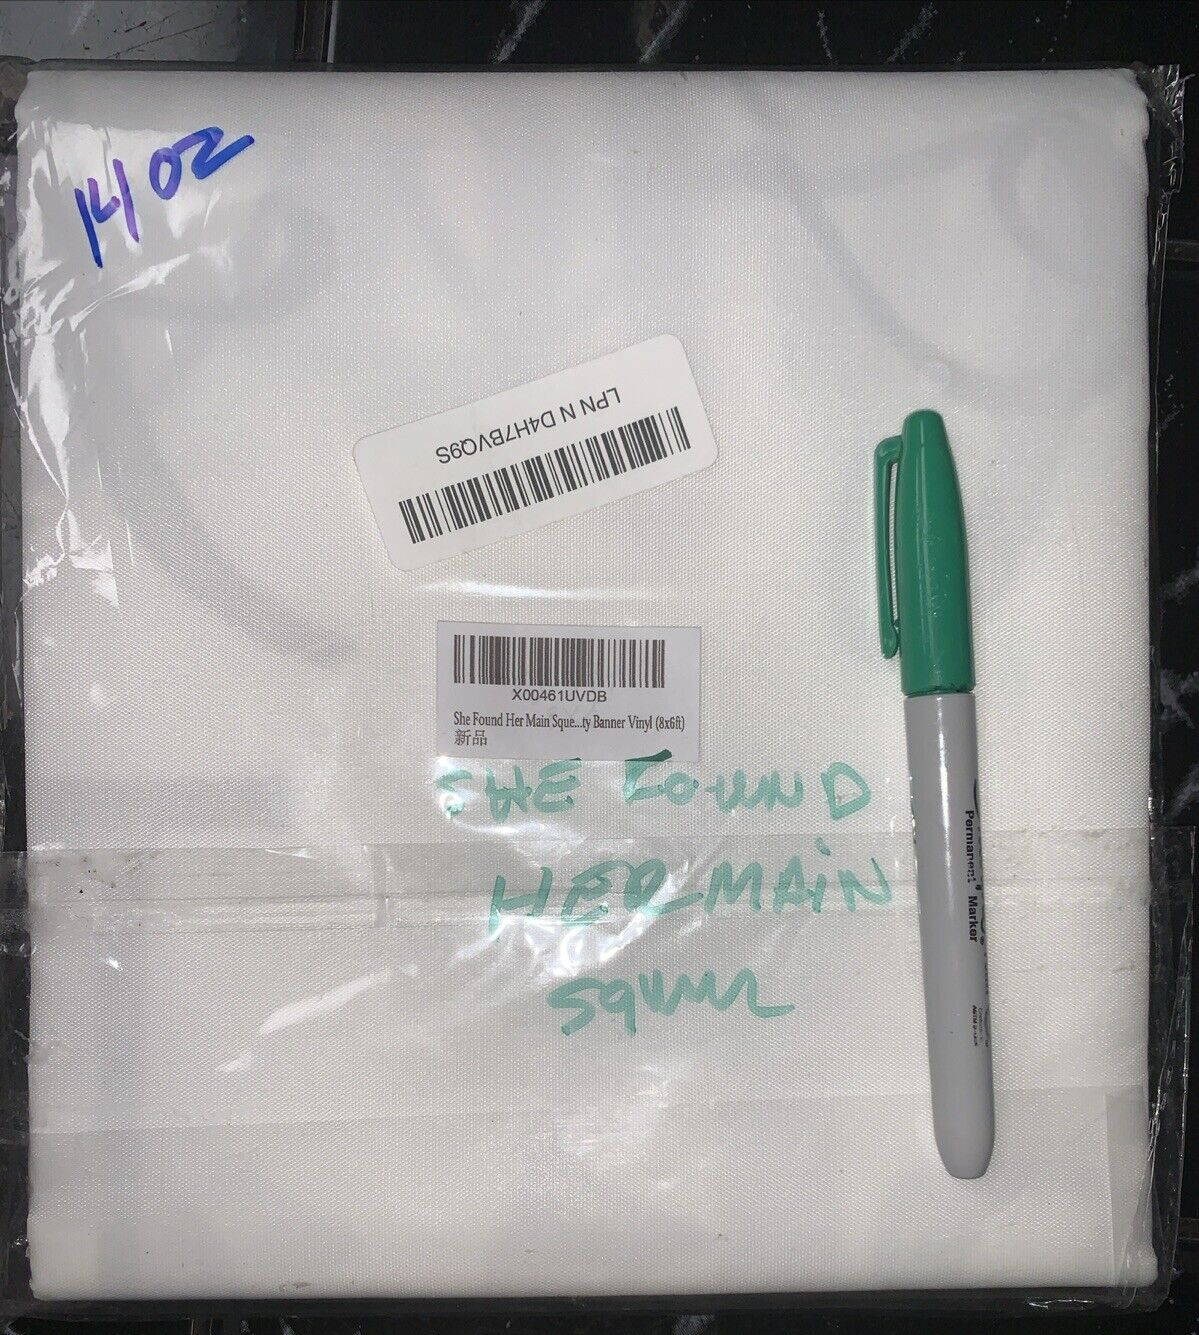 14 OZ
LPN N D4H7BVQ9S
X00461UVDB
She Found Her Main Sque...ty Banner Vinyl (8x6ft)
新品
SHE FOUND
HER MAIN
Permanent Marker